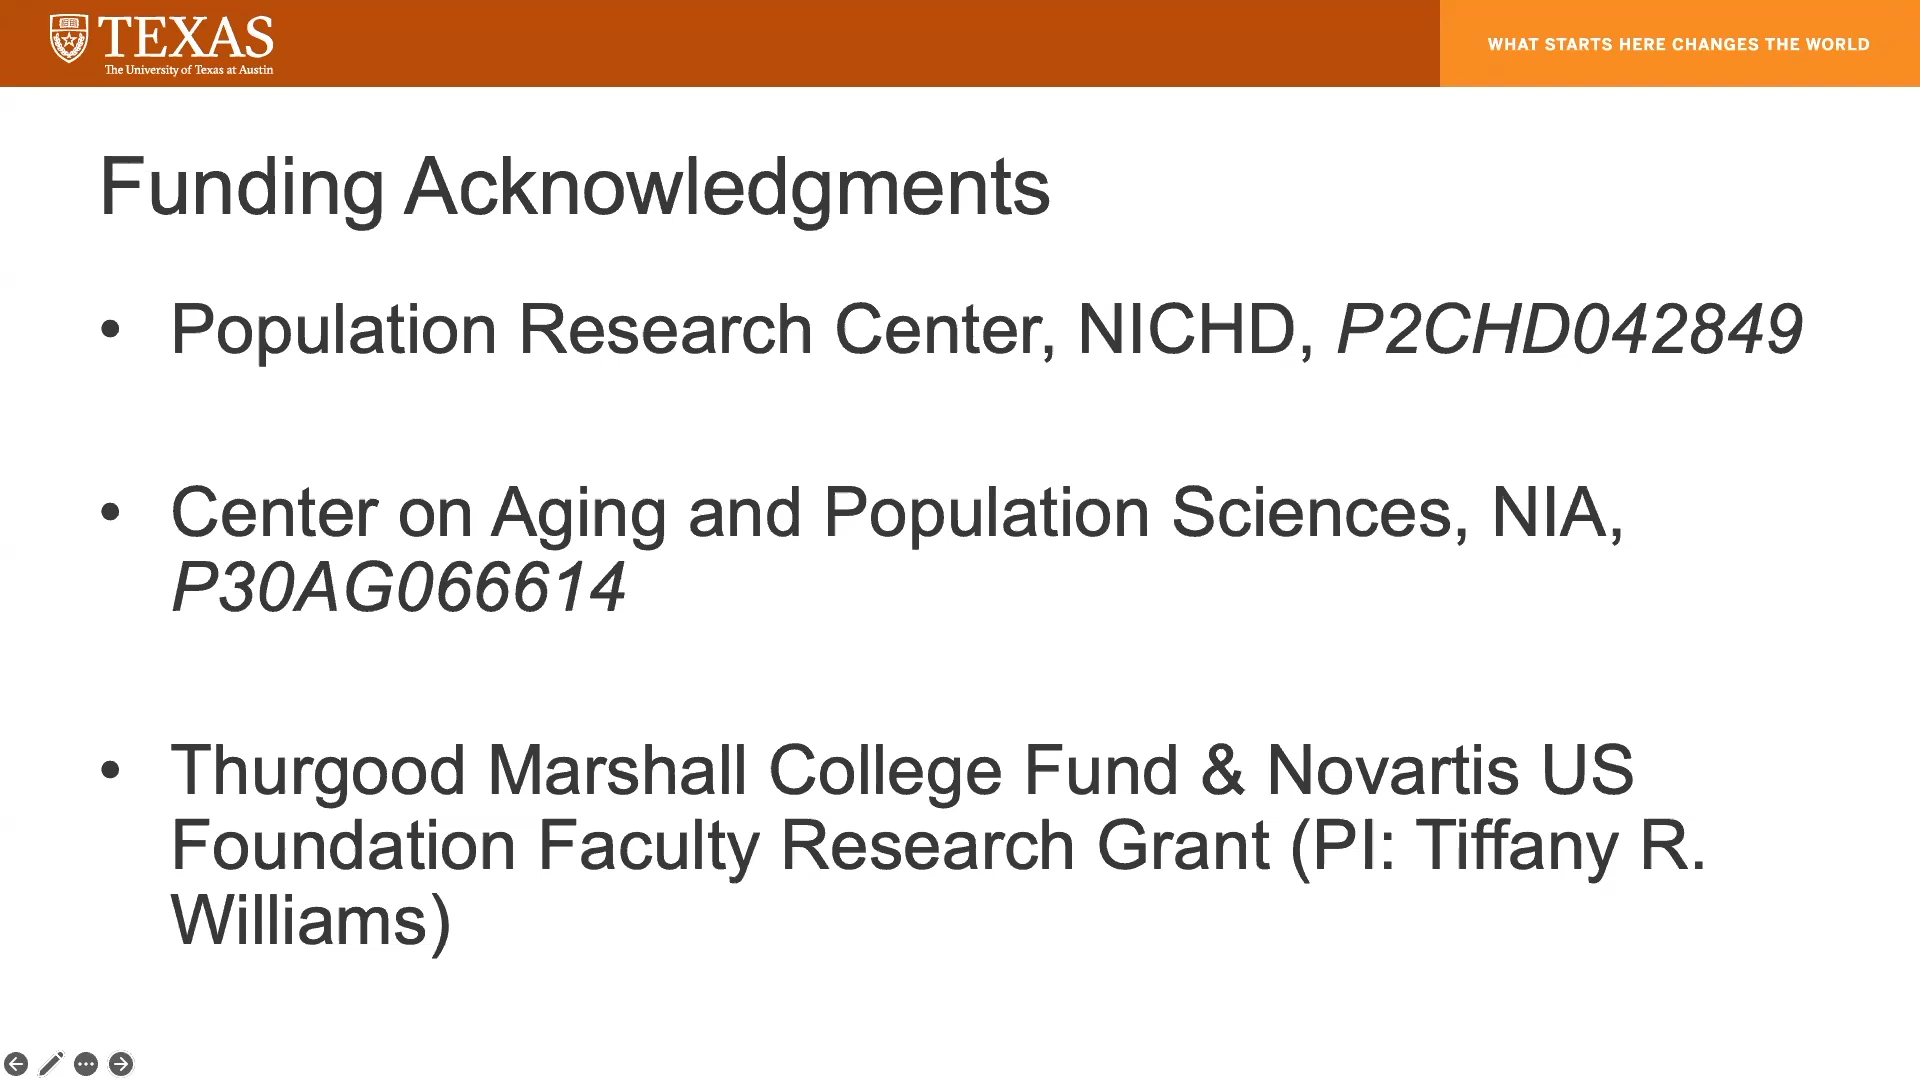 TEXAS
The University of Texas at Austin
WHAT STARTS HERE CHANGES THE WORLD
Funding Acknowledgments
• Population Research Center, NICHD, P2CHD042849
• Center on Aging and Population Sciences, NIA,
P30AG066614
• Thurgood Marshall College Fund & Novartis US
Foundation Faculty Research Grant (PI: Tiffany R.
Williams)